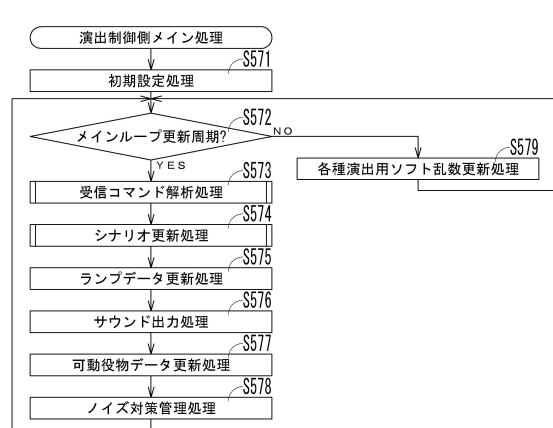 演出制御側メイン処理
S571
初期設定処理
S572
メインループ更新周期?
NO
S579
各種演出用ソフト乱数更新処理
YES
S573
受信コマンド解析処理
S574
シナリオ更新処理
S575
ランプデータ更新処理
S576
サウンド出力処理
S577
可動役物データ更新処理
S578
ノイズ対策管理処理